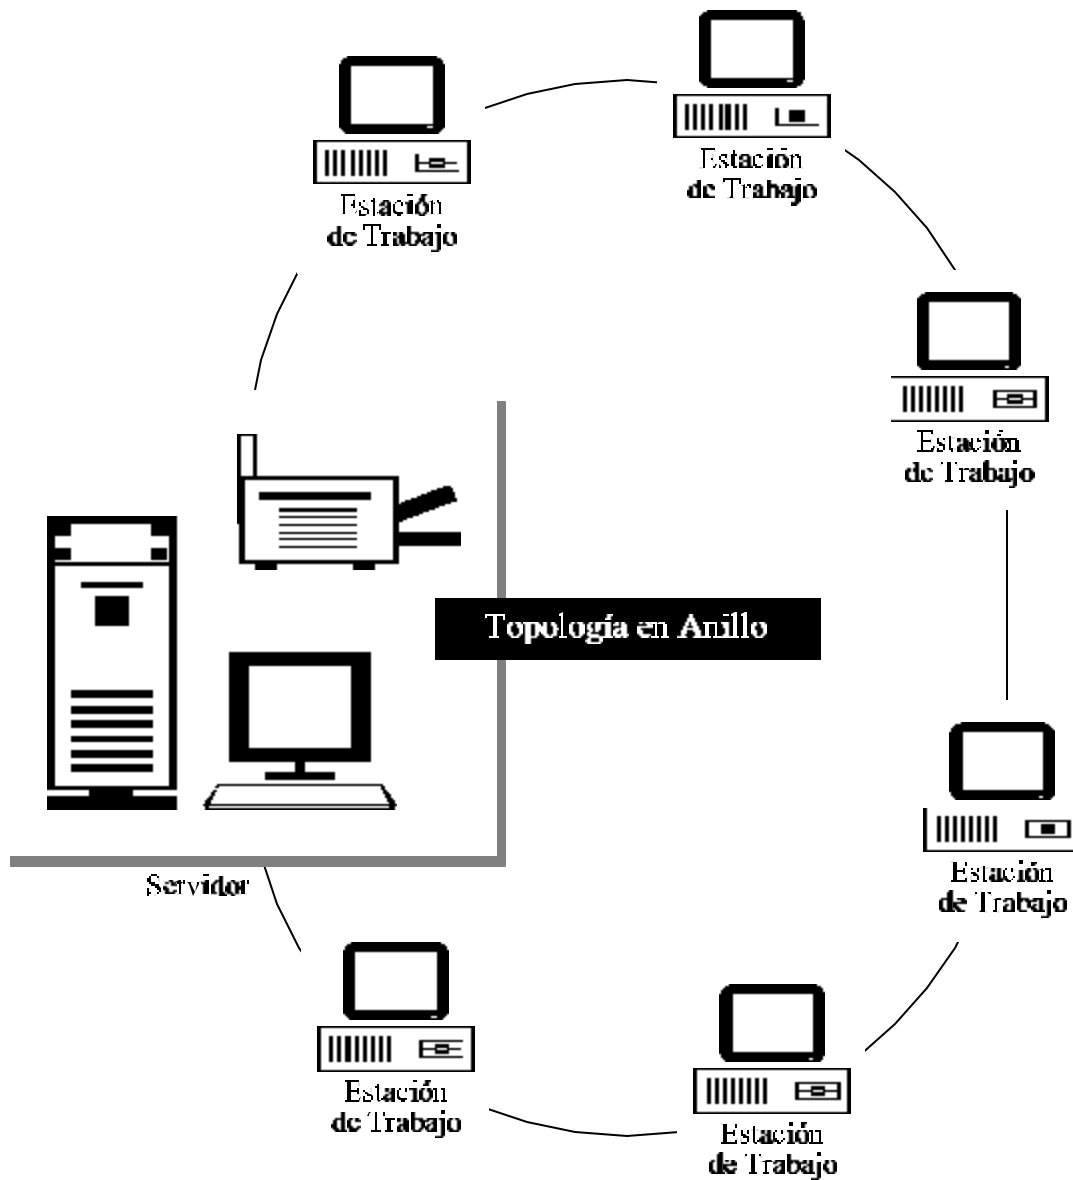 Estación
de Trabajo
Estación
de Trabajo
Estación
de Trabajo
Topología en Anillo
Estación
de Trabajo
Servidor
Estación
de Trabajo
Estación
de Trabajo